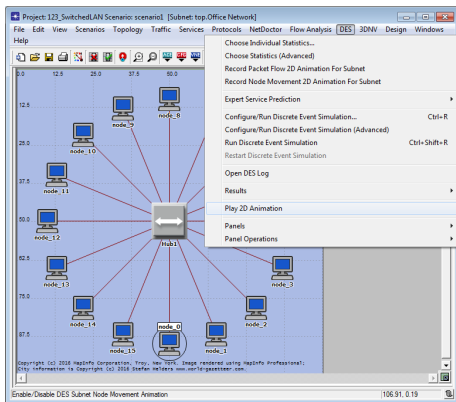 Project: 123_SwitchedLAN Scenario: scenario1 [Subnet: top.Office Network]
File Edit View Scenarios Topology Traffic Services Protocols NetDoctor Flow Analysis DES 3DNV Design Windows
Help
Choose Individual Statistics...
Choose Statistics (Advanced)
Record Packet Flow 2D Animation For Subnet
Record Node Movement 2D Animation For Subnet
Expert Service Prediction
Configure/Run Discrete Event Simulation... Ctrl+R
Configure/Run Discrete Event Simulation (Advanced)
Run Discrete Event Simulation Ctrl+Shift+R
Restart Discrete Event Simulation
Open DES Log
Results
Play 2D Animation
Panels
Panel Operations
0.0 12.5 25.0 37.5 50.0
12.5
25.0
37.5
50.0
62.5
75.0
87.5
node_8
node_9
node_10
node_11
node_12
Hub1
node_13
node_3
node_14
node_2
node_15
node_0
node_1
Copyright (c) 2016 MapInfo Corporation, Troy, New York. Image rendered using MapInfo Professional;
City information is Copyright (c) 2016 Stefan Helders www.world-gazetteer.com.
Enable/Disable DES Subnet Node Movement Animation 106.91, 0.19